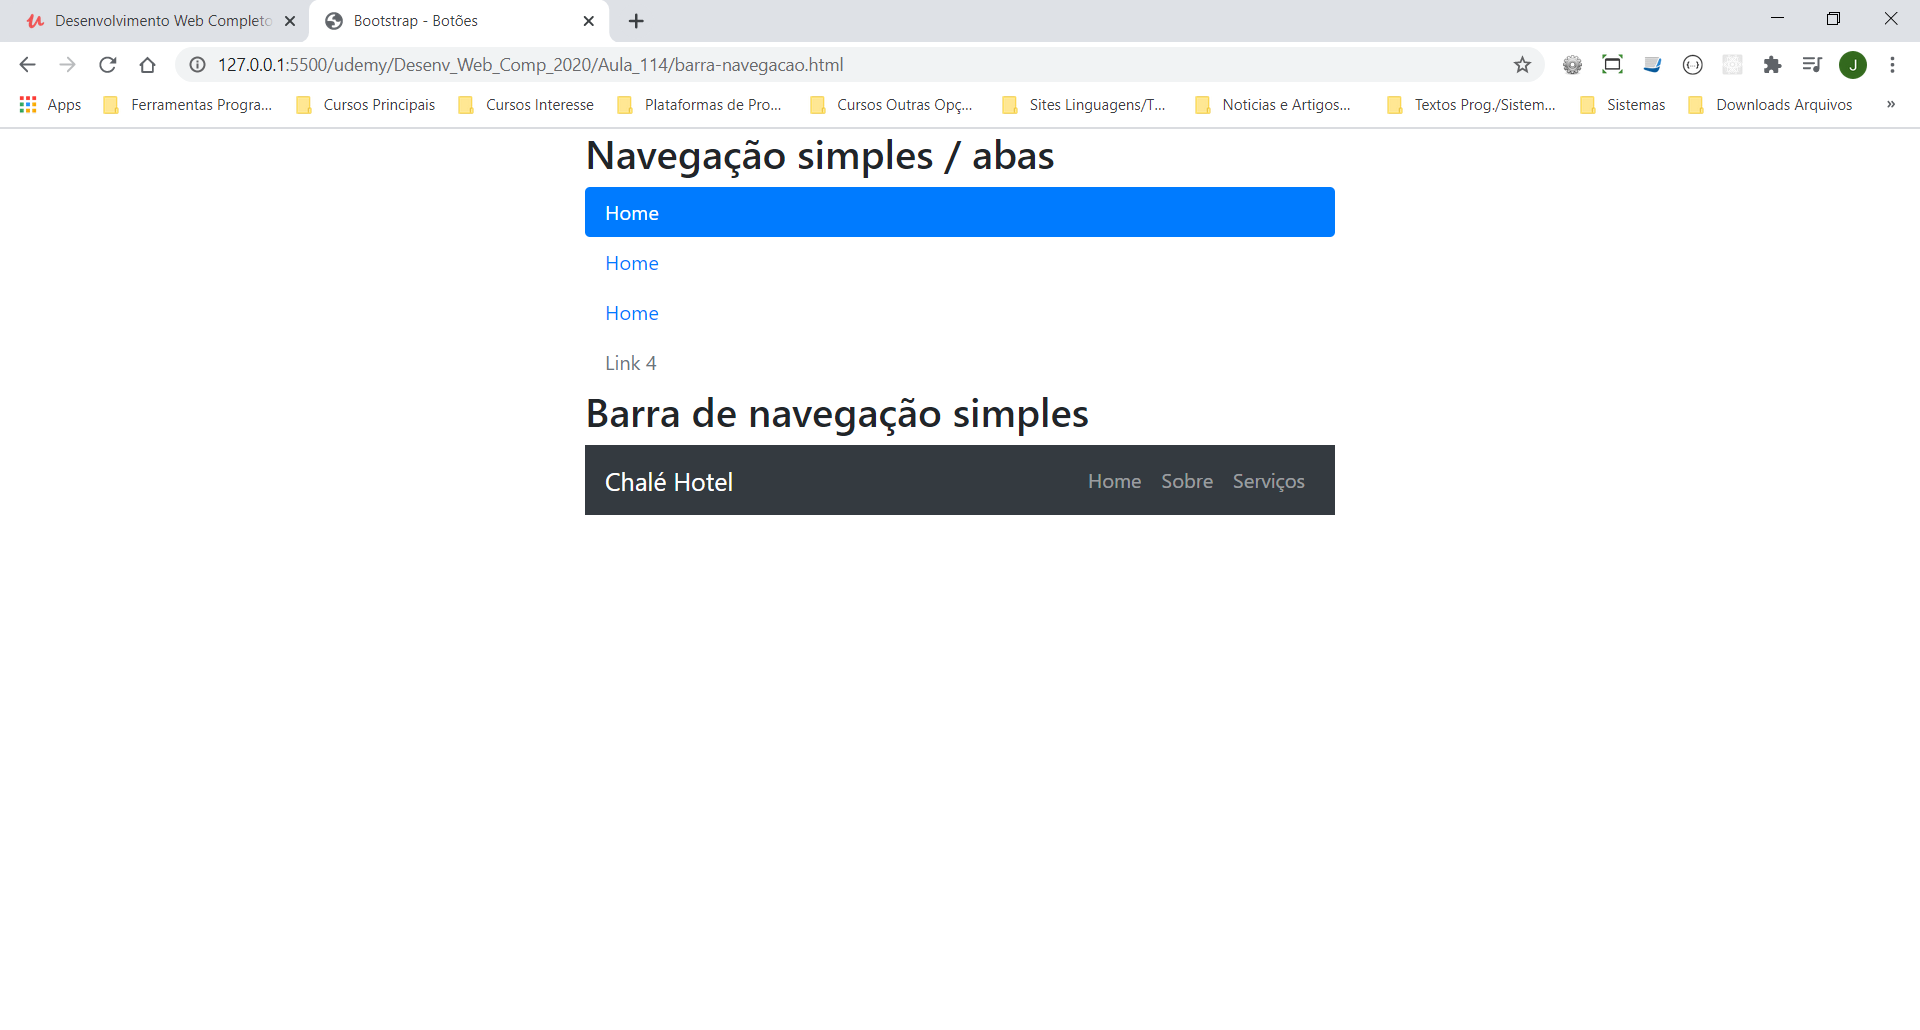 Desenvolvimento Web Completo
Bootstrap - Botões
127.0.0.1:5500/udemy/Desenv_Web_Comp_2020/Aula_114/barra-navegacao.html
J
Apps
Ferramentas Progra...
Cursos Principais
Cursos Interesse
Plataformas de Pro...
Cursos Outras Opç...
Sites Linguagens/T...
Noticias e Artigos...
Textos Prog./Sistem...
Sistemas
Downloads Arquivos
»
Navegação simples / abas
Home
Home
Home
Link 4
Barra de navegação simples
Chalé Hotel Home Sobre Serviços